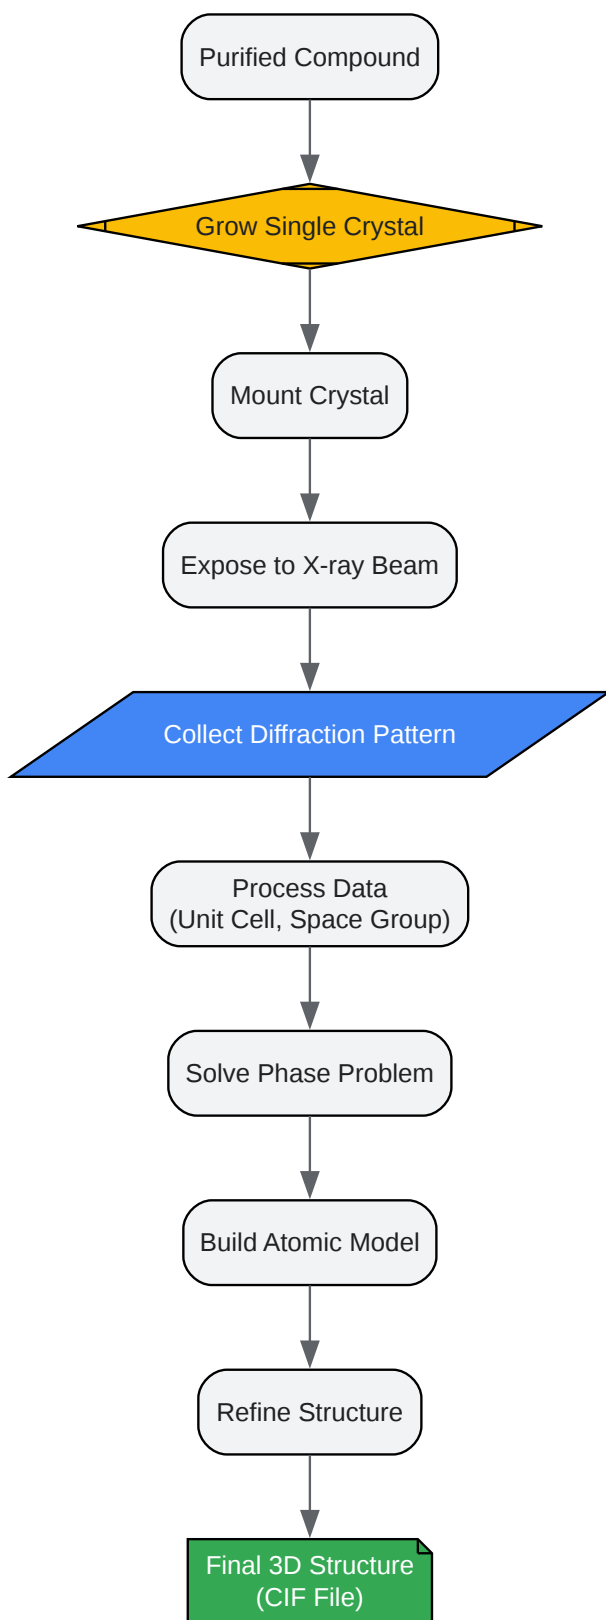 Purified Compound
Grow Single Crystal
Mount Crystal
Expose to X-ray Beam
Collect Diffraction Pattern
Process Data
(Unit Cell, Space Group)
Solve Phase Problem
Build Atomic Model
Refine Structure
Final 3D Structure
(CIF File)